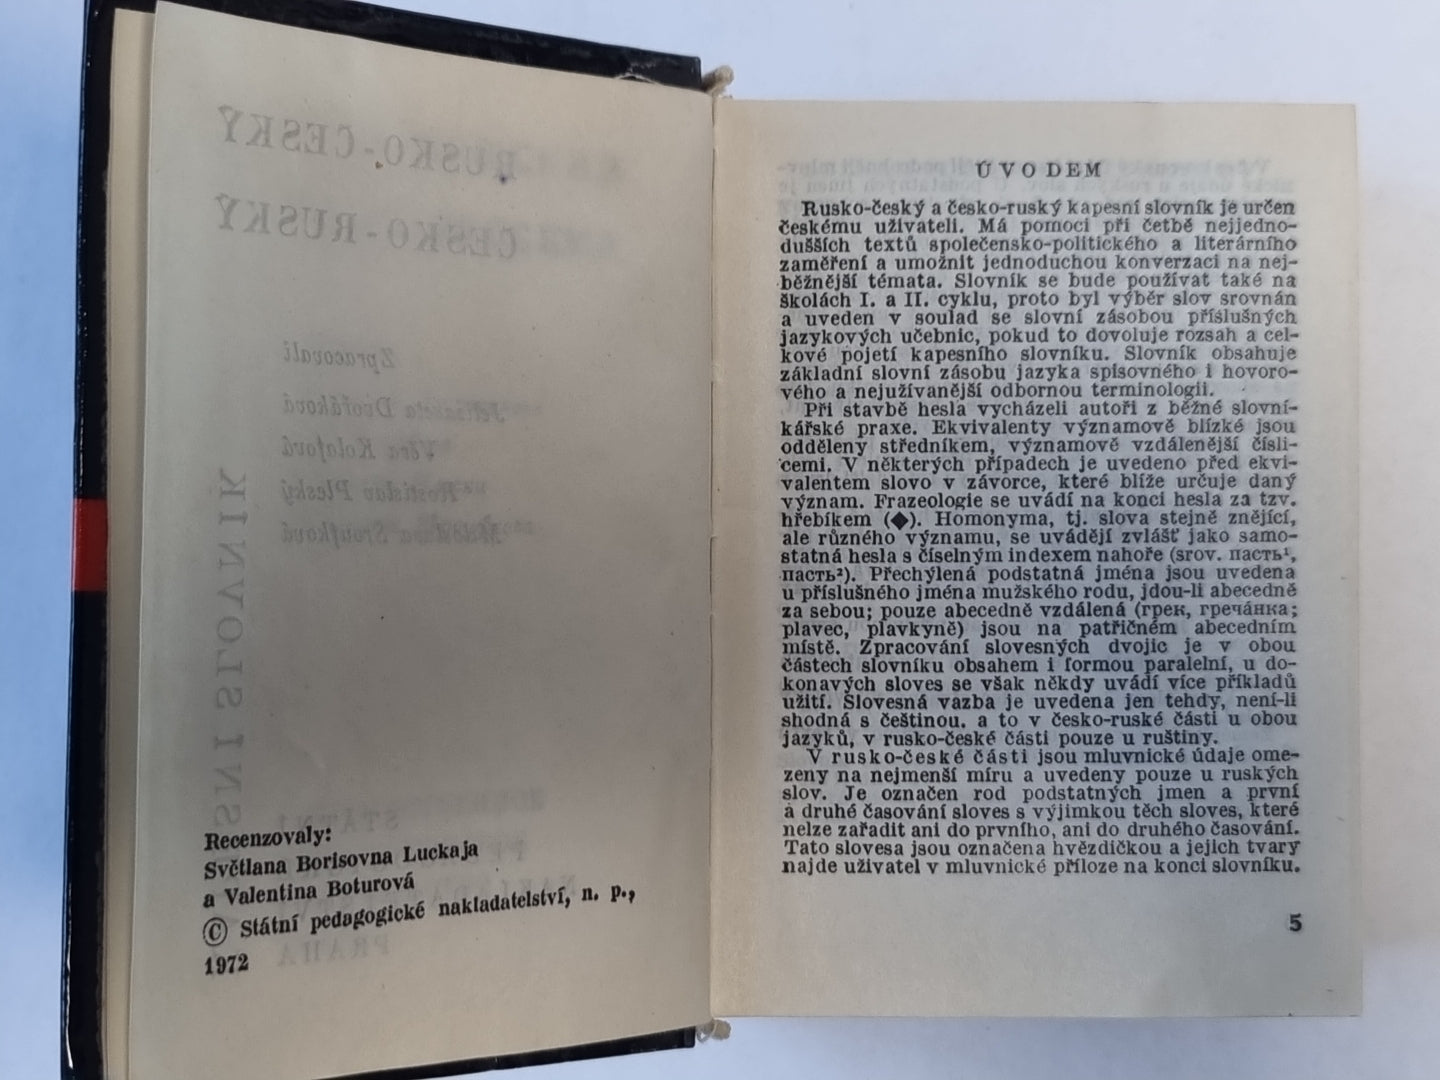 Recenzovaly:
Světlana Borisovna Luckaja
a Valentina Boturová
© Státní pedagogické nakladatelství, n. p.,
1972
ÚVODEM
Rusko-český a česko-ruský kapesní slovník je určen
českému uživateli. Má pomoci při četbě nejjedno-
dušších textů společensko-politického a literárního
zaměření a umožnit jednoduchou konverzaci na nej-
běžnější témata. Slovník se bude používat také na
školách I. a II. cyklu, proto byl výběr slov srovnán
a uveden v soulad se slovní zásobou příslušných
jazykových učebnic, pokud to dovoluje rozsah a cel-
kové pojetí kapesního slovníku. Slovník obsahuje
základní slovní zásobu jazyka spisovného i hovoro-
vého a nejužívanější odbornou terminologii.
Při stavbě hesla vycházeli autoři z běžné slovní-
kářské praxe. Ekvivalenty významově blízké jsou
odděleny středníkem, významově vzdálenější čísli-
cemi. V některých případech je uvedeno před ekvi-
valentem slovo v závorce, které blíže určuje daný
význam. Frazeologie se uvádí na konci hesla za tzv.
hřebíkem (◆). Homonyma, tj. slova stejně znějící,
ale různého významu, se uvádějí zvlášť jako samo-
statná hesla s číselným indexem nahoře (srov. пасть¹,
пасть²). Přechýlená podstatná jména jsou uvedena
u příslušného jména mužského rodu, jdou-li abecedně
za sebou; pouze abecedně vzdálená (грек, гречáнка;
plavec, plavkyně) jsou na patřičném abecedním
místě. Zpracování slovesných dvojic je v obou
částech slovníku obsahem i formou paralelní, u do-
konavých sloves se však někdy uvádí více příkladů
užití. Slovesná vazba je uvedena jen tehdy, není-li
shodná s češtinou. a to v česko-ruské části u obou
jazyků, v rusko-české části pouze u ruštiny.
V rusko-české části jsou mluvnické údaje ome-
zeny na nejmenší míru a uvedeny pouze u ruských
slov. Je označen rod podstatných jmen a první
a druhé časování sloves s výjimkou těch sloves, které
nelze zařadit ani do prvního, ani do druhého časování.
Tato slovesa jsou označena hvězdičkou a jejich tvary
najde uživatel v mluvnické příloze na konci slovníku.
5